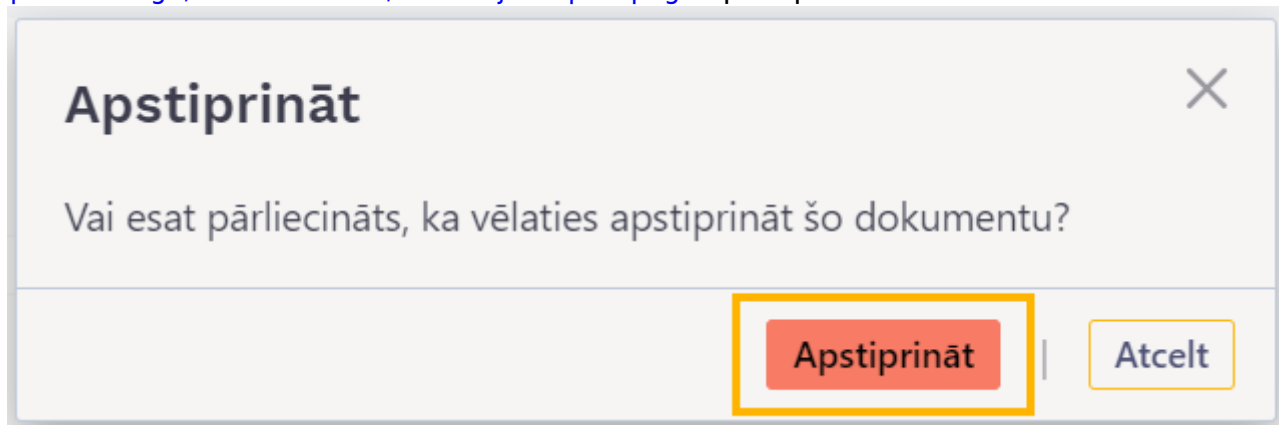 Apstiprināt
Vai esat pārliecināts, ka vēlaties apstiprināt šo dokumentu?
Apstiprināt | Atcelt